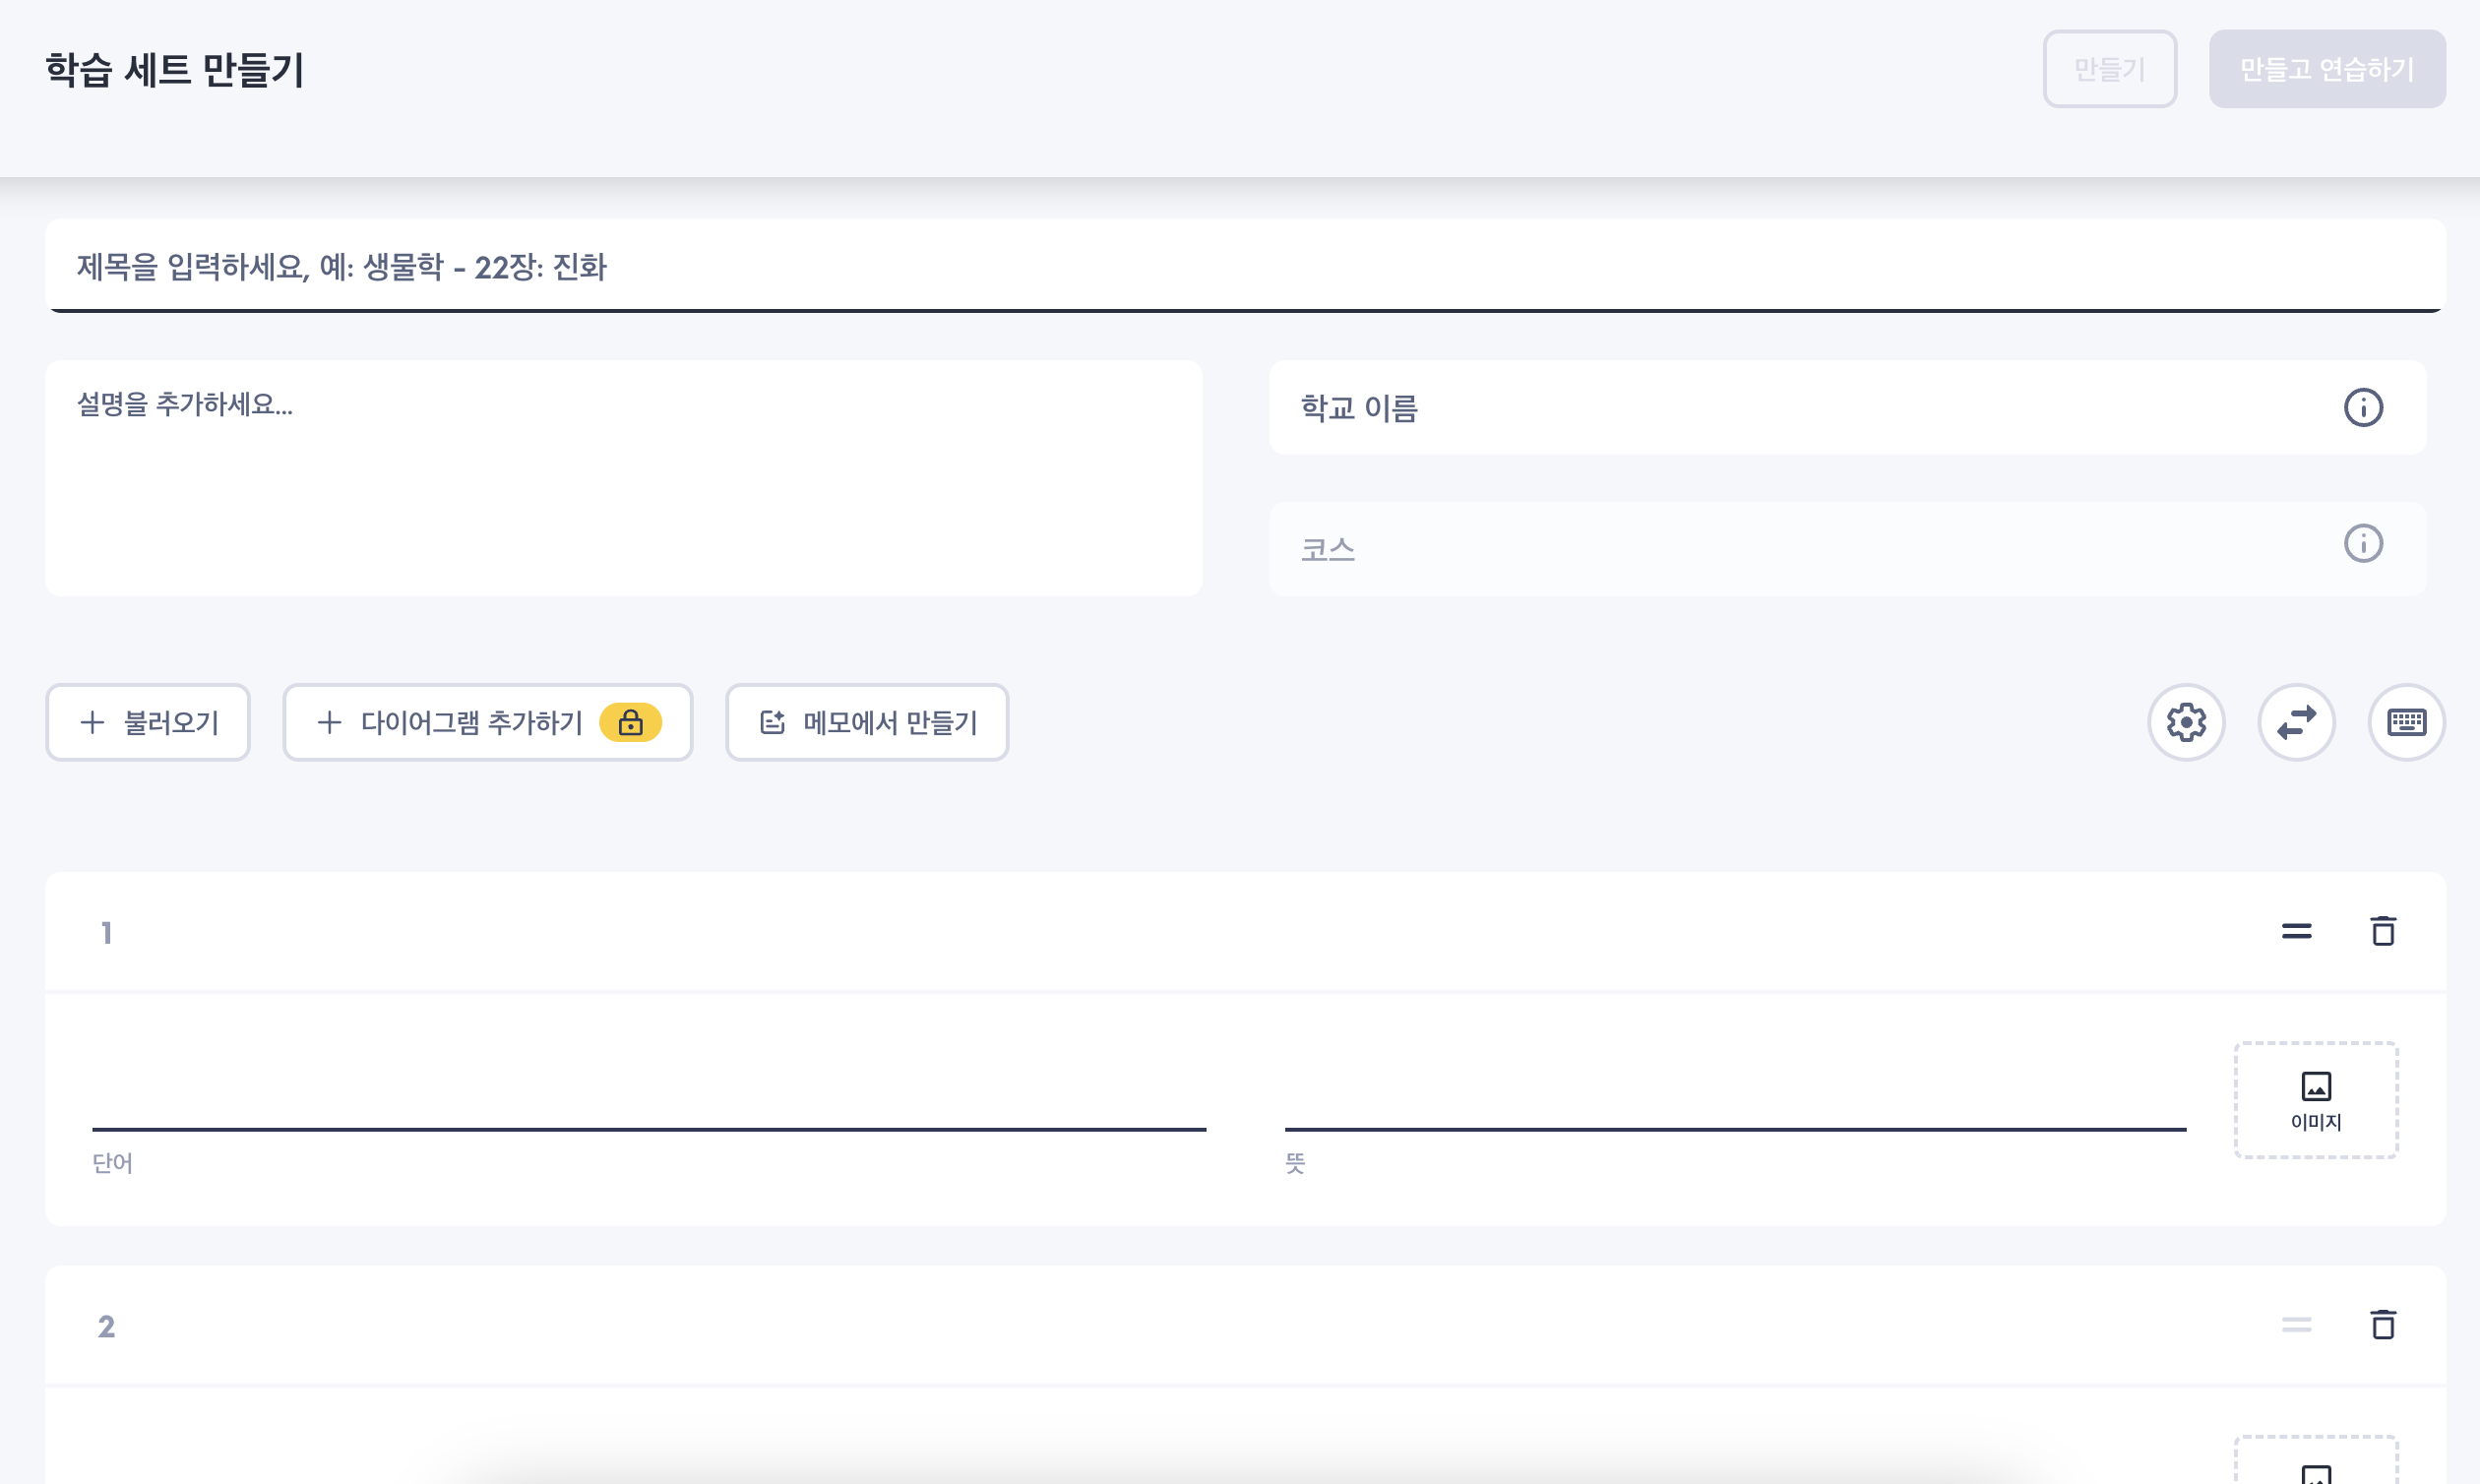 학습 세트 만들기
만들기
만들고 연습하기
제목을 입력하세요, 예: 생물학 - 22장: 진화
설명을 추가하세요...
학교 이름
코스
불러오기
다이어그램 추가하기
메모에서 만들기
1
이미지
단어
뜻
2